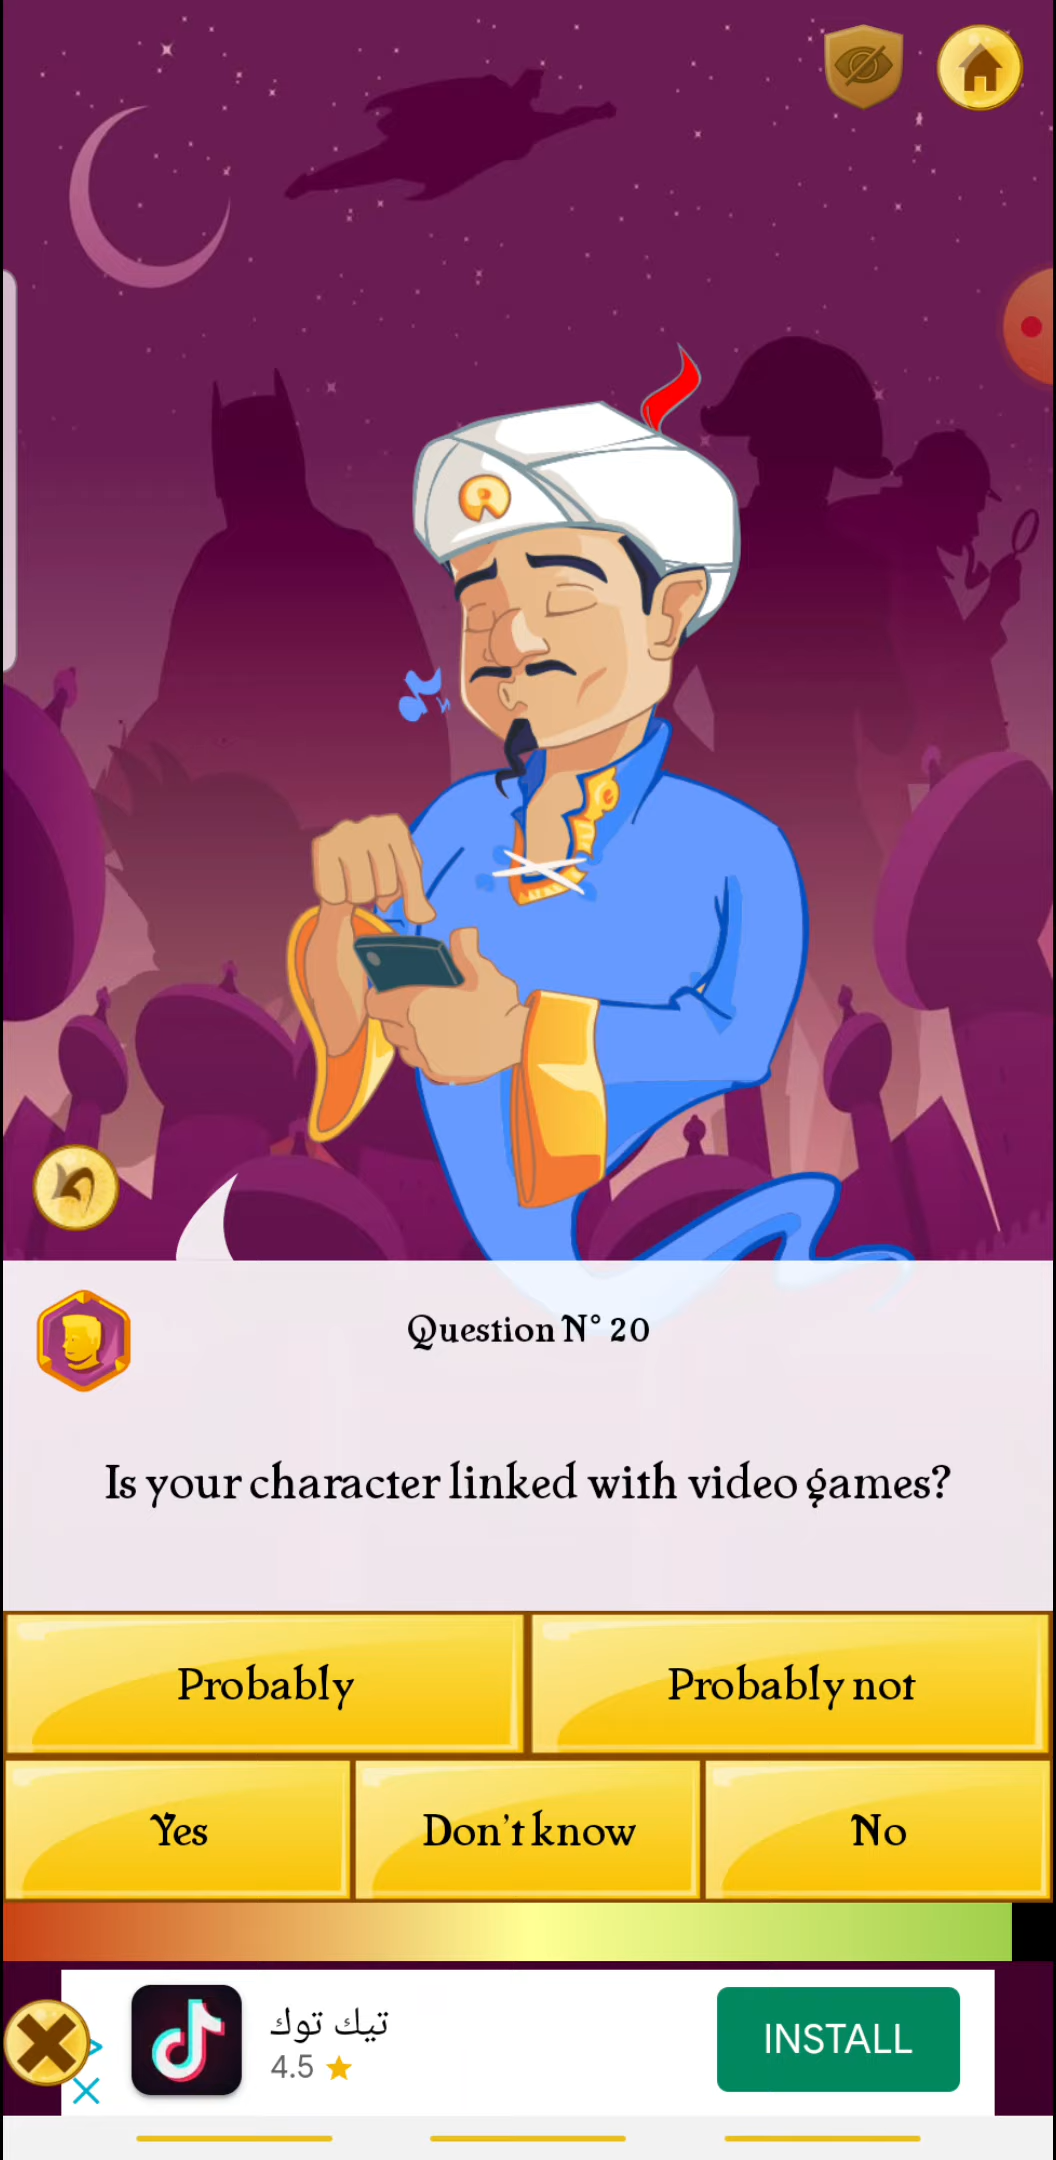 Question N° 20
Is your character linked with video games?
Probably
Probably not
Yes
Don't know
No
تيك توك
4.5
INSTALL